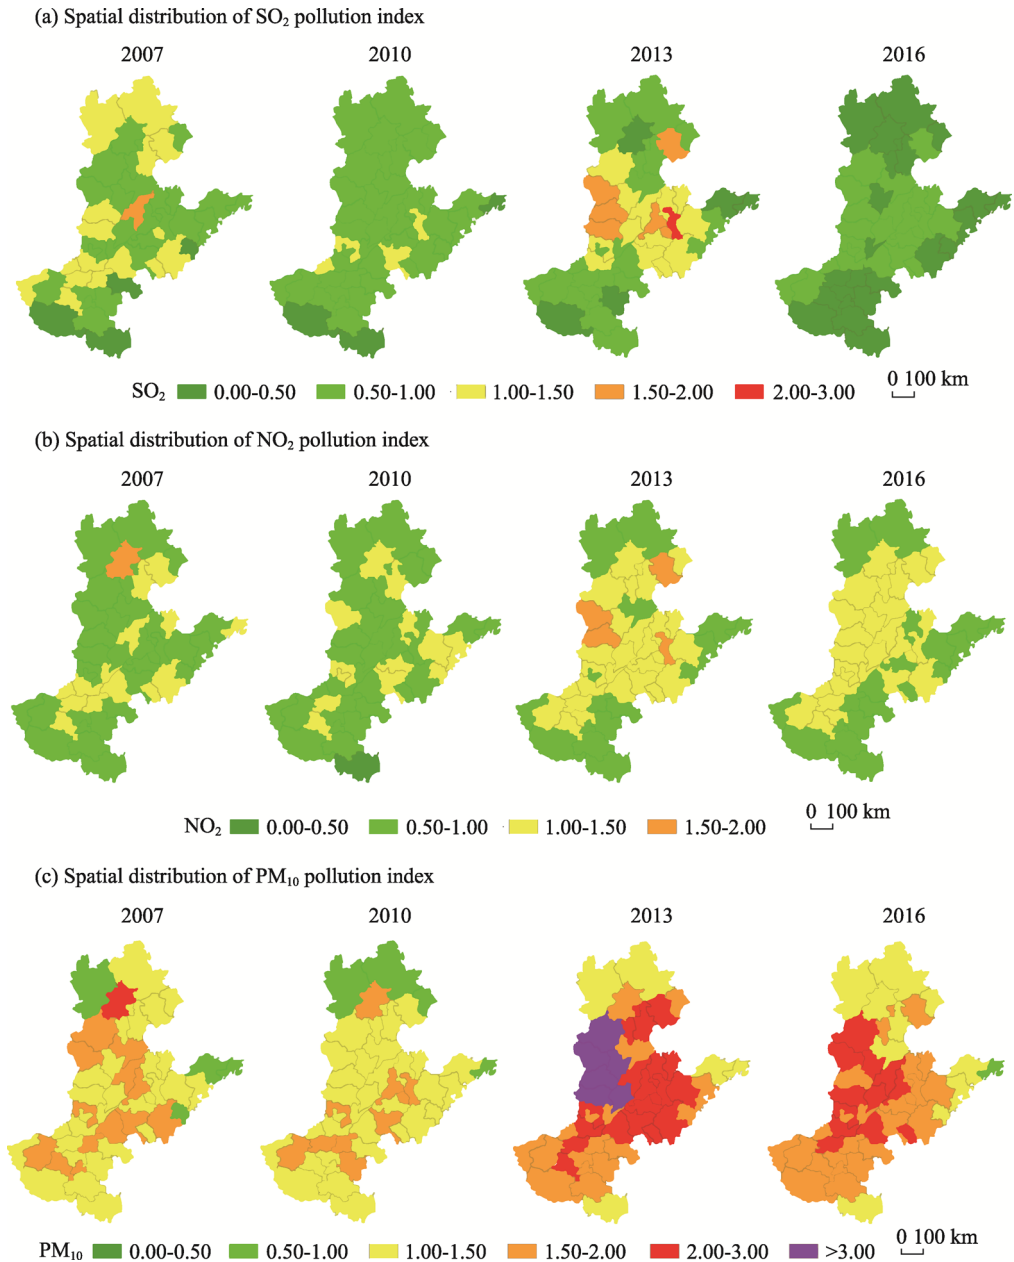 (a) Spatial distribution of SO₂ pollution index
2007 2010 2013 2016
SO₂ 0.00-0.50 0.50-1.00 1.00-1.50 1.50-2.00 2.00-3.00 0 100 km
(b) Spatial distribution of NO₂ pollution index
2007 2010 2013 2016
NO₂ 0.00-0.50 0.50-1.00 1.00-1.50 1.50-2.00 0 100 km
(c) Spatial distribution of PM₁₀ pollution index
2007 2010 2013 2016
PM₁₀ 0.00-0.50 0.50-1.00 1.00-1.50 1.50-2.00 2.00-3.00 >3.00 0 100 km